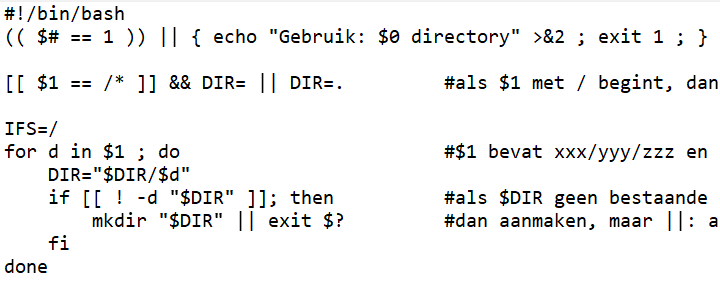 #!/bin/bash
(( $# == 1 )) || { echo "Gebruik: $0 directory" >&2 ; exit 1 ; }
[[ $1 == /* ]] && DIR= || DIR=. #als $1 met / begint, dan
IFS=/
for d in $1 ; do #$1 bevat xxx/yyy/zzz en
DIR="$DIR/$d"
if [[ ! -d "$DIR" ]]; then #als $DIR geen bestaande
mkdir "$DIR" || exit $? #dan aanmaken, maar ||: a
fi
done